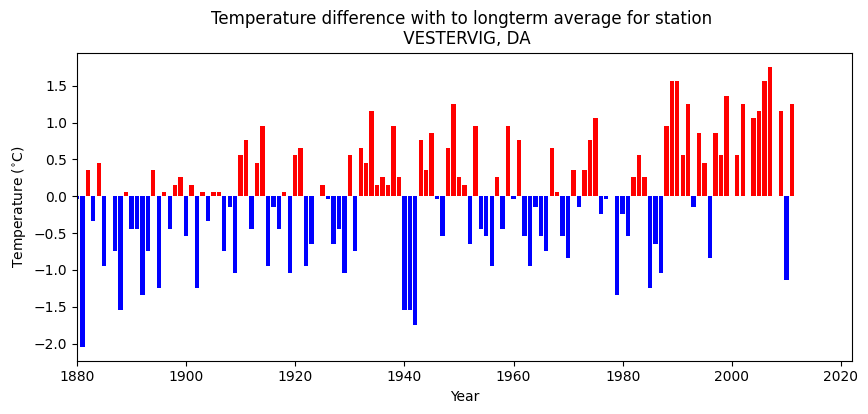 Temperature difference with to longterm average for station
VESTERVIG, DA
Temperature (°C)
1.5
1.0
0.5
0.0
−0.5
−1.0
−1.5
−2.0
1880 1900 1920 1940 1960 1980 2000 2020
Year